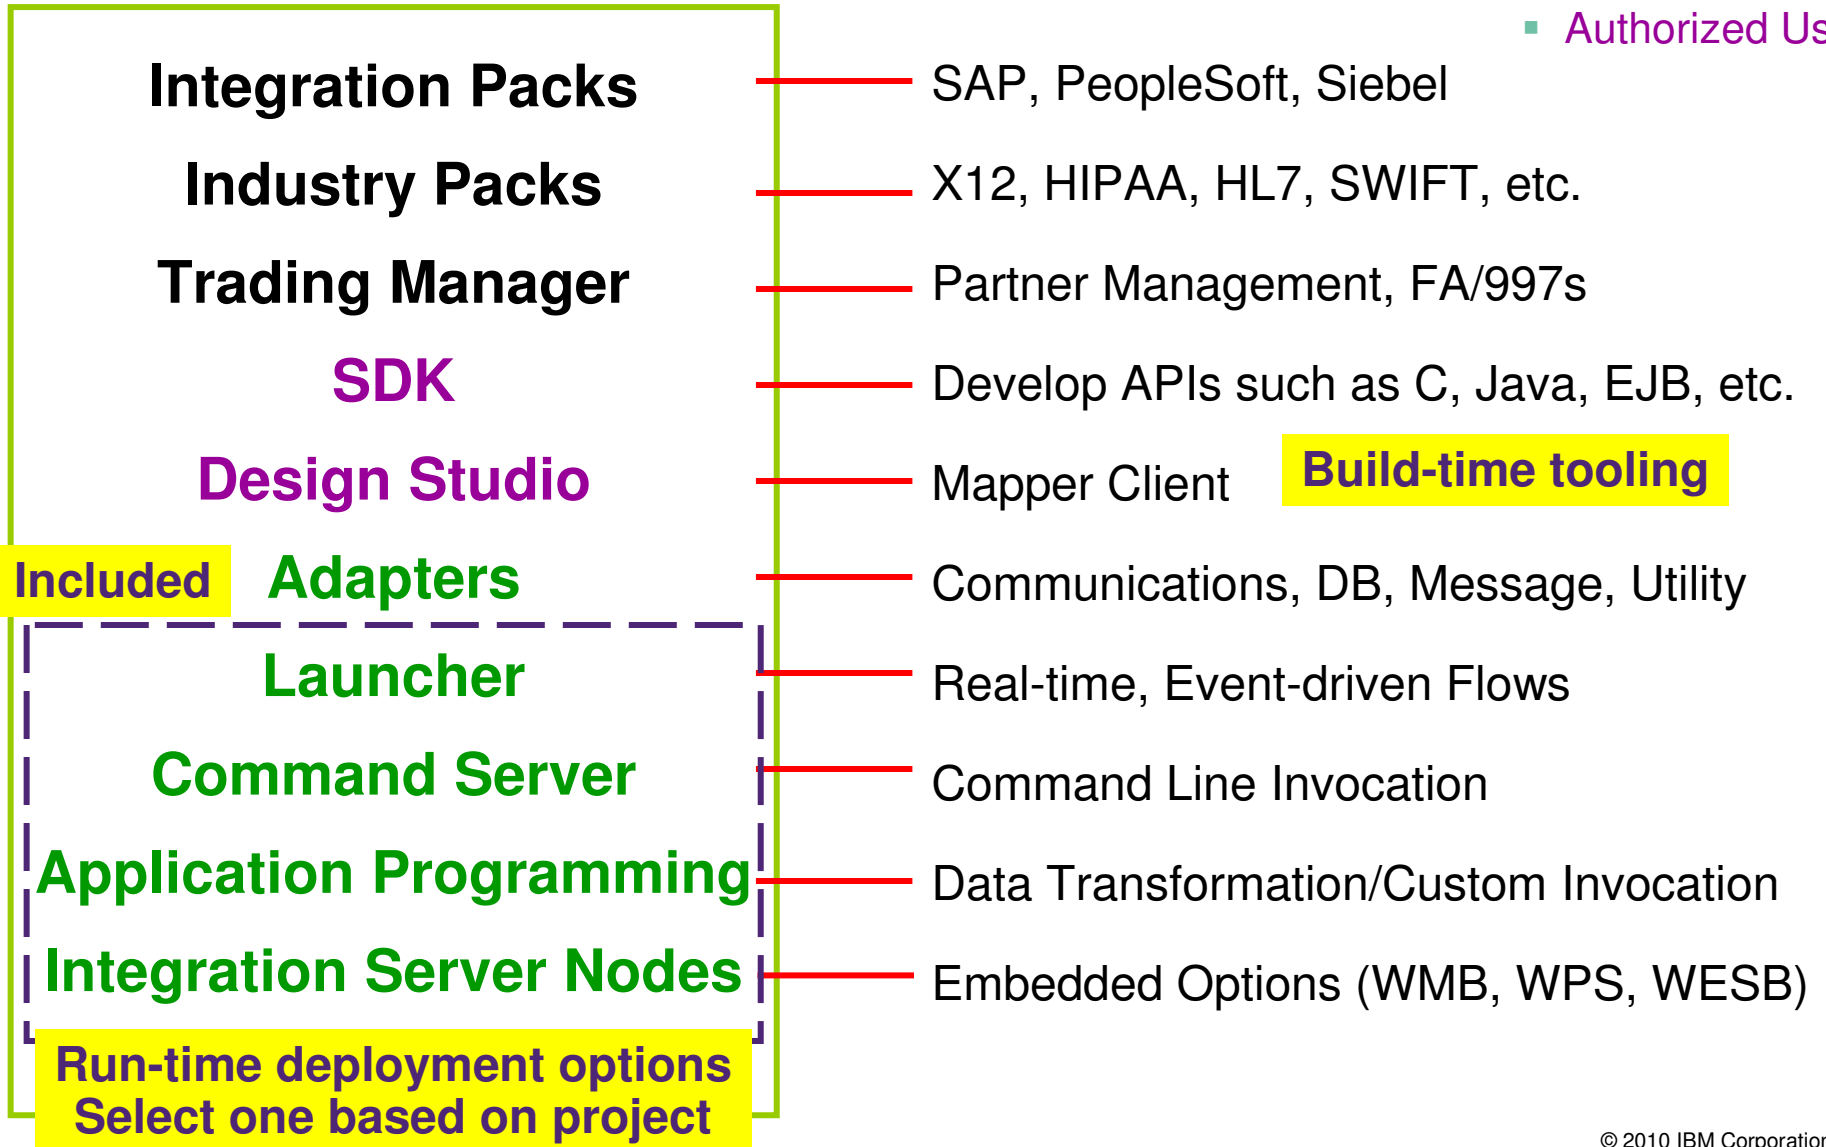 Authorized Us
Integration Packs
SAP, PeopleSoft, Siebel
Industry Packs
X12, HIPAA, HL7, SWIFT, etc.
Trading Manager
Partner Management, FA/997s
SDK
Develop APIs such as C, Java, EJB, etc.
Design Studio
Mapper Client
Build-time tooling
Included
Adapters
Communications, DB, Message, Utility
Launcher
Real-time, Event-driven Flows
Command Server
Command Line Invocation
Application Programming
Data Transformation/Custom Invocation
Integration Server Nodes
Embedded Options (WMB, WPS, WESB)
Run-time deployment options
Select one based on project
© 2010 IBM Corporation